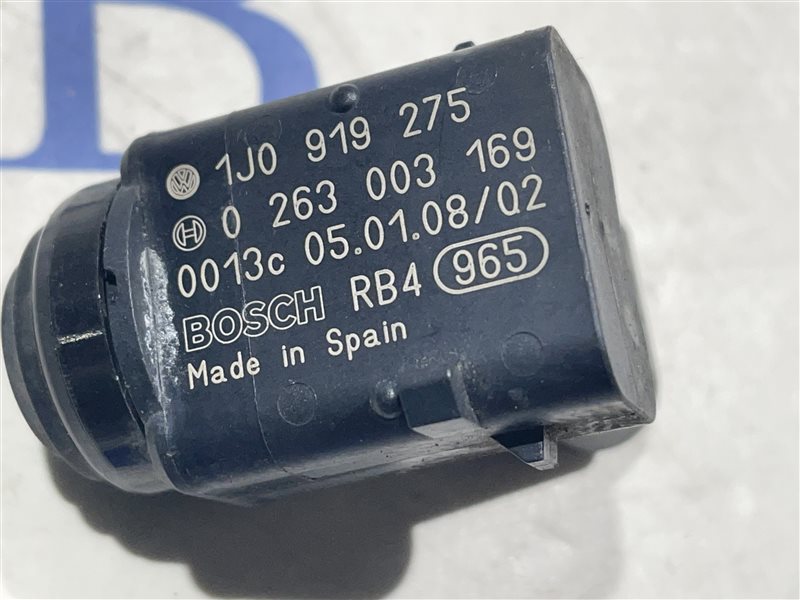 1J0 919 275
0 263 003 169
0013c 05.01.08/02
BOSCH RB4 965
Made in Spain